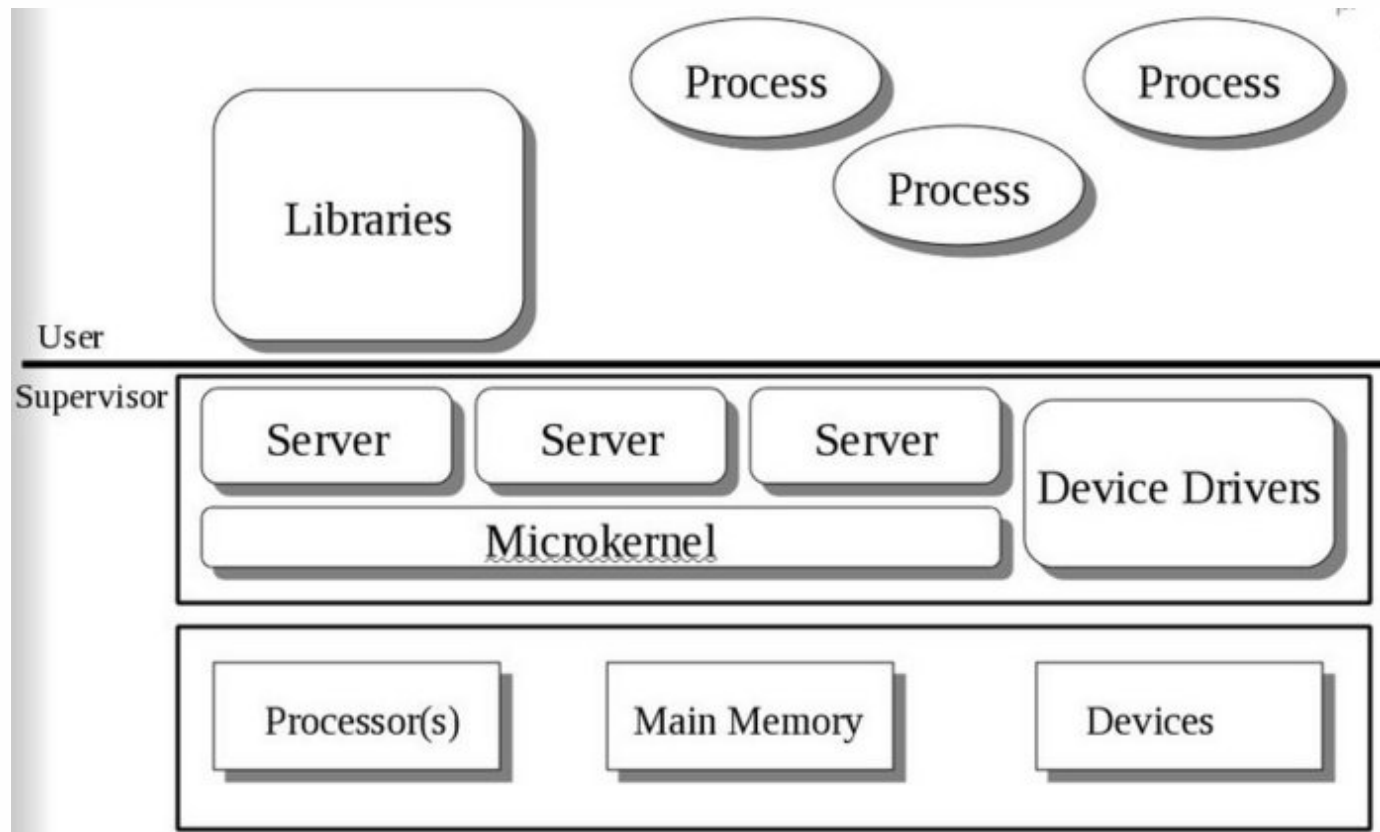 Process
Process
Process
Libraries
User
Supervisor
Server
Server
Server
Device Drivers
Microkernel
Processor(s)
Main Memory
Devices